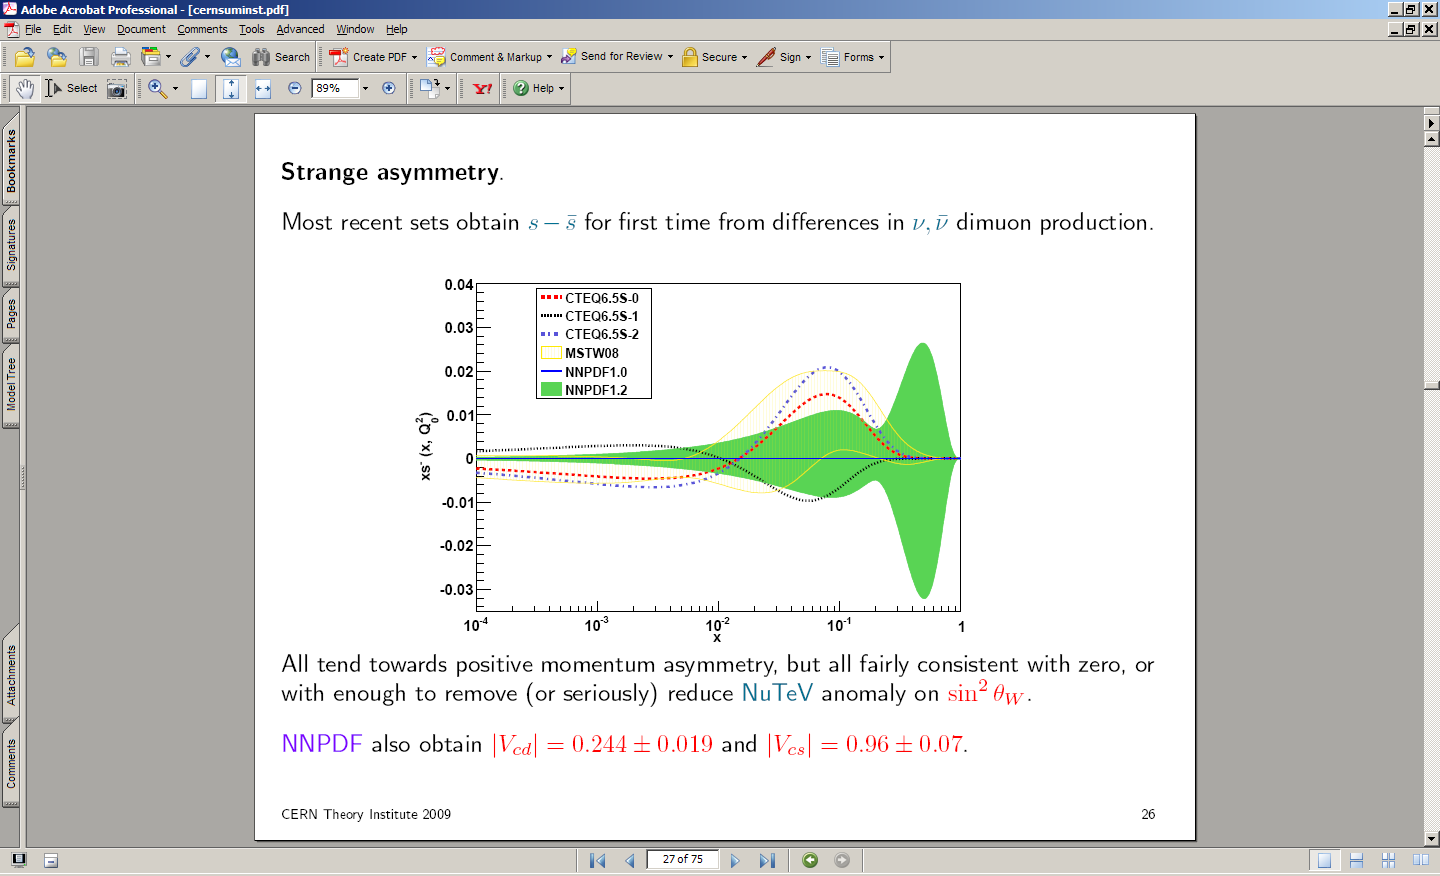 Adobe Acrobat Professional - [cernsuminst.pdf]
File Edit View Document Comments Tools Advanced Window Help
Search Create PDF Comment & Markup Send for Review Secure Sign Forms
Select 89% Y! Help
Bookmarks
Signatures
Pages
Model Tree
Attachments
Comments
Strange asymmetry.
Most recent sets obtain s − s̄ for first time from differences in ν, ν̄ dimuon production.
CTEQ6.5S-0
CTEQ6.5S-1
CTEQ6.5S-2
MSTW08
NNPDF1.0
NNPDF1.2
0.04
0.03
0.02
0.01
0
-0.01
-0.02
-0.03
xs⁻ (x, Q₀²)
10⁻⁴ 10⁻³ 10⁻² 10⁻¹ 1
x
All tend towards positive momentum asymmetry, but all fairly consistent with zero, or
with enough to remove (or seriously) reduce NuTeV anomaly on sin² θ_W.
NNPDF also obtain |V_cd| = 0.244 ± 0.019 and |V_cs| = 0.96 ± 0.07.
CERN Theory Institute 2009 26
27 of 75